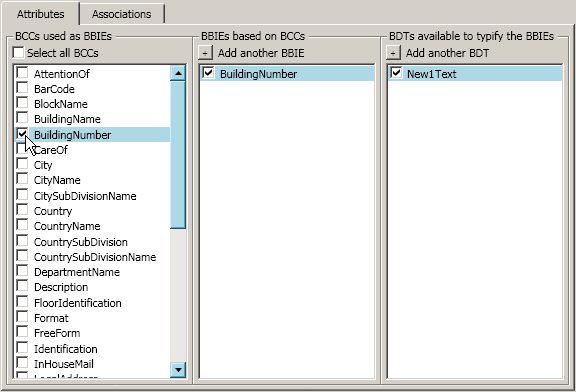 Attributes
Associations
BCCs used as BBIEs
Select all BCCs
AttentionOf
BarCode
BlockName
BuildingName
BuildingNumber
CareOf
City
CityName
CitySubDivisionName
Country
CountryName
CountrySubDivision
CountrySubDivisionName
DepartmentName
Description
FloorIdentification
Format
FreeForm
Identification
InHouseMail
LocalAddress
BBIEs based on BCCs
+ Add another BBIE
BuildingNumber
BDTs available to typify the BBIEs
+ Add another BDT
New1Text